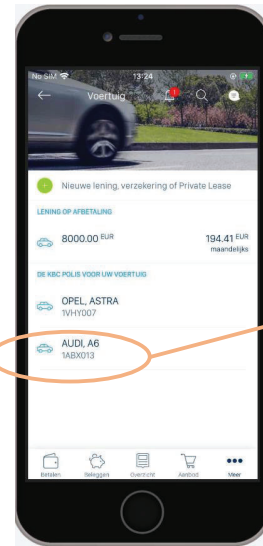 No SIM 13:24
Voertuig
Nieuwe lening, verzekering of Private Lease
LENING OP AFBETALING
8000.00 EUR 194.41 EUR
maandelijks
DE KBC POLIS VOOR UW VOERTUIG
OPEL, ASTRA
1VHY007
AUDI, A6
1ABX013
Betalen Beleggen Overzicht Aanbod Meer